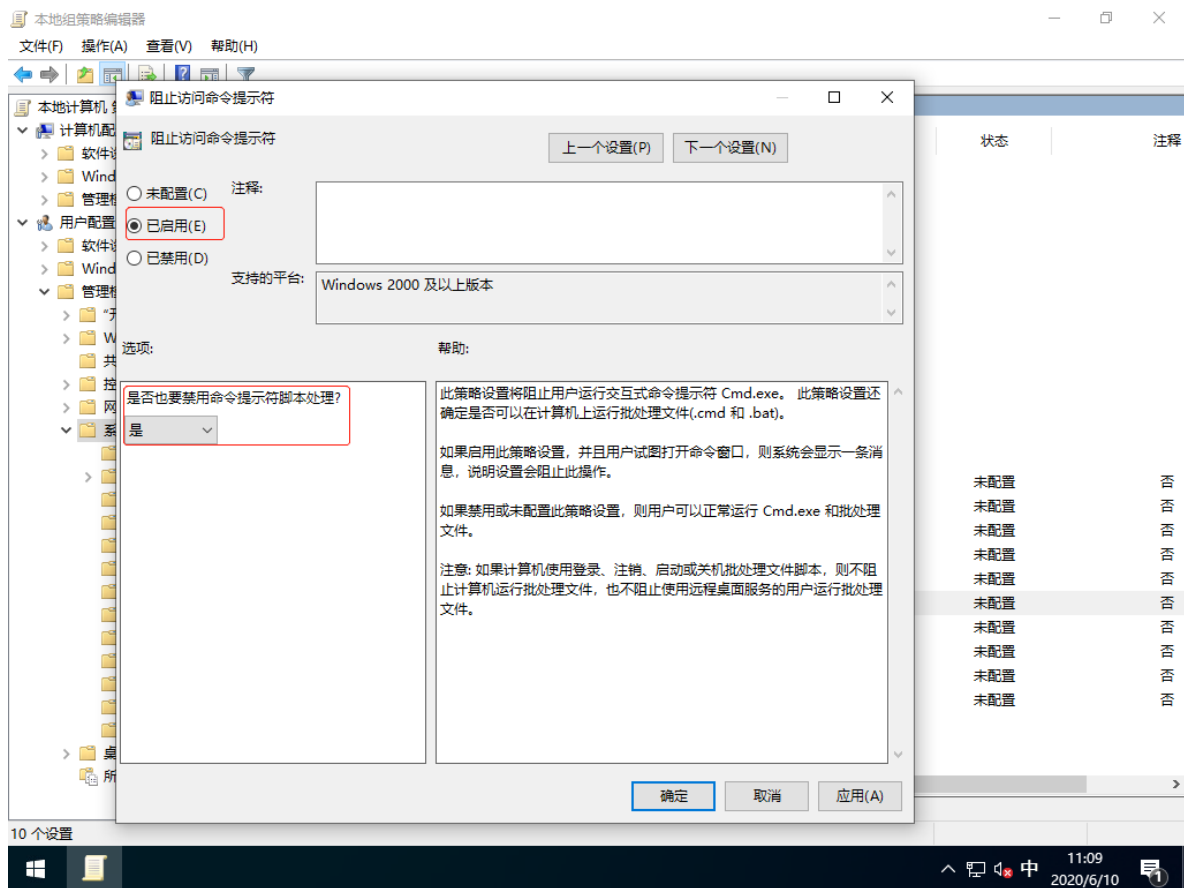 本地组策略编辑器
文件(F) 操作(A) 查看(V) 帮助(H)
阻止访问命令提示符
阻止访问命令提示符
上一个设置(P)
下一个设置(N)
未配置(C)
已启用(E)
已禁用(D)
注释:
支持的平台:
Windows 2000 及以上版本
选项:
帮助:
是否也要禁用命令提示符脚本处理?
是
此策略设置将阻止用户运行交互式命令提示符 Cmd.exe。 此策略设置还
确定是否可以在计算机上运行批处理文件(.cmd 和 .bat)。
如果启用此策略设置，并且用户试图打开命令窗口，则系统会显示一条消
息，说明设置会阻止此操作。
如果禁用或未配置此策略设置，则用户可以正常运行 Cmd.exe 和批处理
文件。
注意: 如果计算机使用登录、注销、启动或关机批处理文件脚本，则不阻
止计算机运行批处理文件，也不阻止使用远程桌面服务的用户运行批处理
文件。
确定
取消
应用(A)
本地计算机
计算机配
软件
Wind
管理
用户配置
软件
Wind
管理
W
共
控
网
系
桌
所
状态 注释
未配置 否
未配置 否
未配置 否
未配置 否
未配置 否
未配置 否
未配置 否
未配置 否
未配置 否
未配置 否
10 个设置
中
11:09
2020/6/10
1